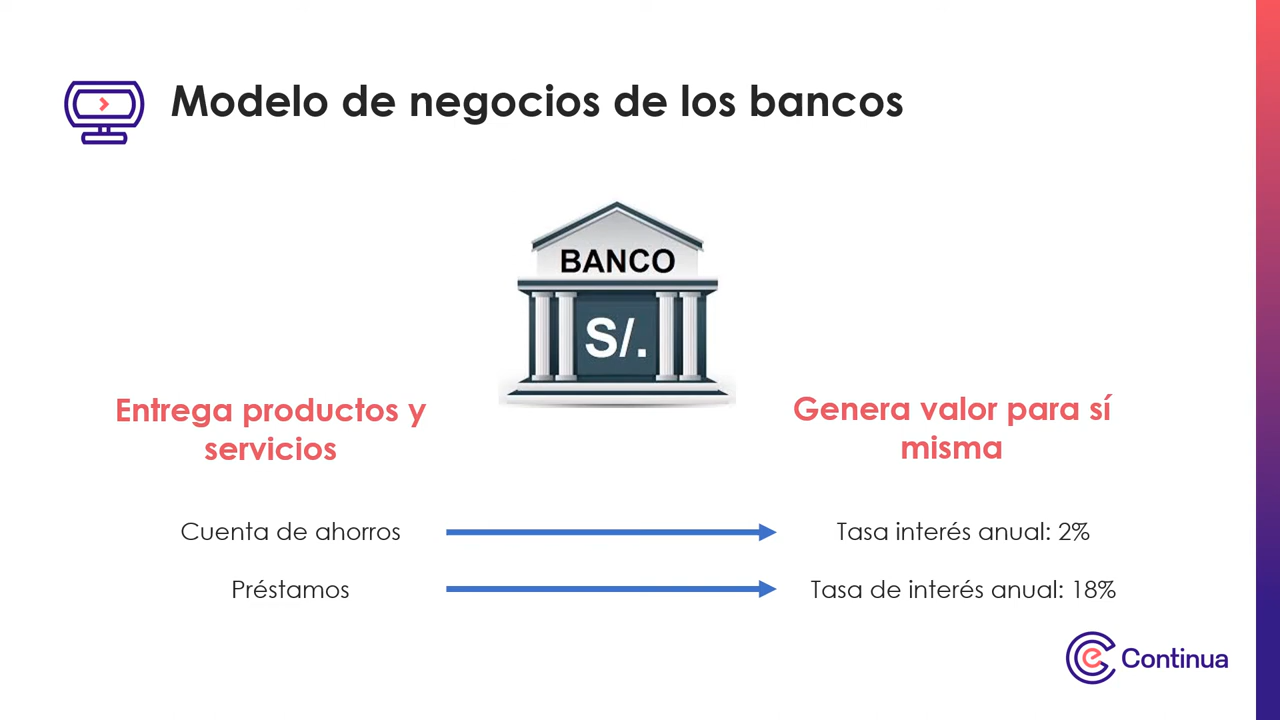 Modelo de negocios de los bancos
BANCO
S/.
Entrega productos y
servicios
Genera valor para sí
misma
Cuenta de ahorros
Tasa interés anual: 2%
Préstamos
Tasa de interés anual: 18%
e Continua